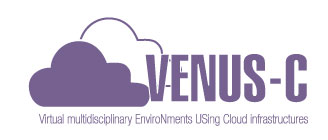 VENUS-C
Virtual multidisciplinary EnviroNments USing Cloud infrastructures